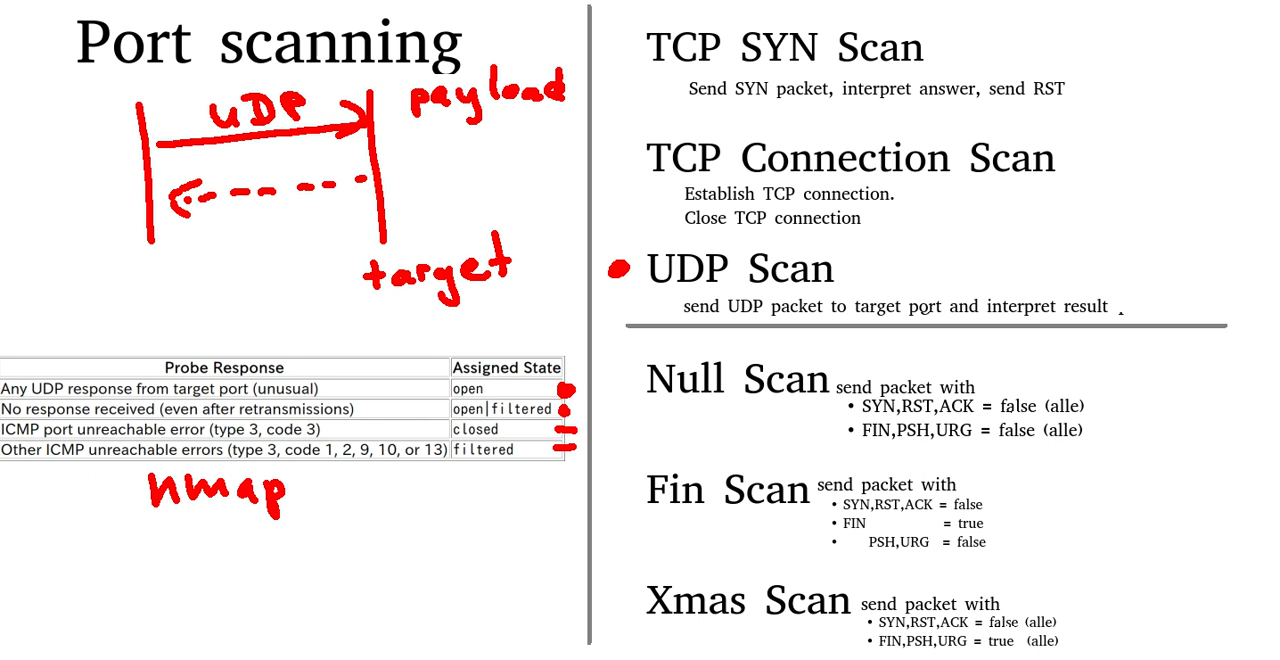 Port scanning
UDP
payload
target
Probe Response Assigned State
Any UDP response from target port (unusual) open
No response received (even after retransmissions) open|filtered
ICMP port unreachable error (type 3, code 3) closed
Other ICMP unreachable errors (type 3, code 1, 2, 9, 10, or 13) filtered
nmap
TCP SYN Scan
Send SYN packet, interpret answer, send RST
TCP Connection Scan
Establish TCP connection.
Close TCP connection
UDP Scan
send UDP packet to target port and interpret result .
Null Scan send packet with
• SYN,RST,ACK = false (alle)
• FIN,PSH,URG = false (alle)
Fin Scan send packet with
• SYN,RST,ACK = false
• FIN = true
• PSH,URG = false
Xmas Scan send packet with
• SYN,RST,ACK = false (alle)
• FIN,PSH,URG = true (alle)